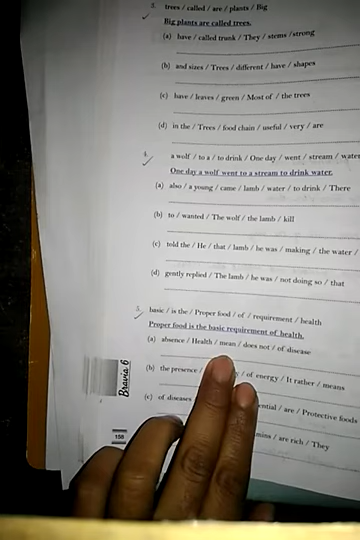 3. trees / called / are / plants / Big
Big plants are called trees.
(a) have / called trunk / They / stems / strong
(b) and sizes / Trees / different / have / shapes
(c) have / leaves / green / Most of / the trees
(d) in the / Trees / food chain / useful / very / are
4. a wolf / to a / to drink / One day / went / stream / water
One day a wolf went to a stream to drink water.
(a) also / a young / came / lamb / water / to drink / There
(b) to / wanted / The wolf / the lamb / kill
(c) told the / He / that / lamb / he was / making / the water /
(d) gently replied / The lamb / he was / not doing so / that
5. basic / is the / Proper food / of / requirement / health
Proper food is the basic requirement of health.
(a) absence / Health / mean / does not / of disease
(b) the presence / / of energy / It rather / means
(c) of diseases / are / Protective foods
/ are rich / They
Bravia 6
158